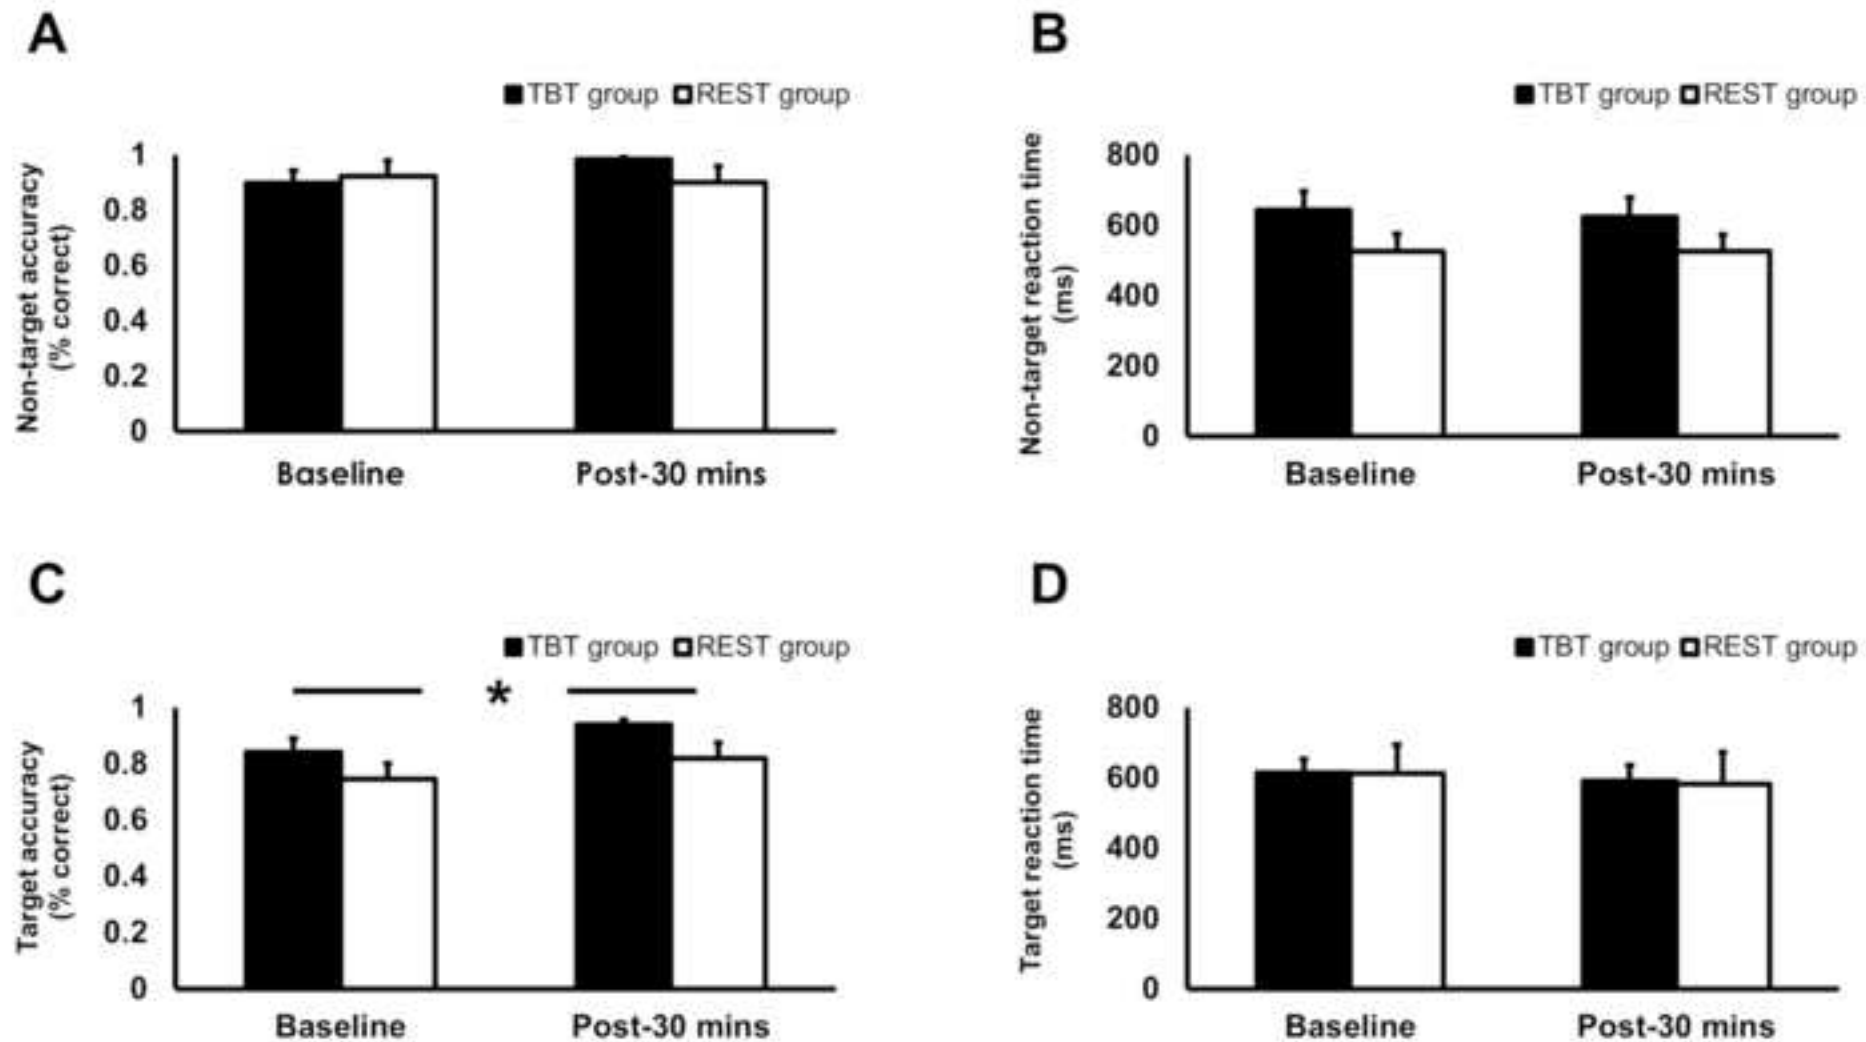 A
TBT group REST group
Non-target accuracy
(% correct)
1
0.8
0.6
0.4
0.2
0
Baseline Post-30 mins
B
TBT group REST group
Non-target reaction time
(ms)
800
600
400
200
0
Baseline Post-30 mins
C
TBT group REST group
*
Target accuracy
(% correct)
1
0.8
0.6
0.4
0.2
0
Baseline Post-30 mins
D
TBT group REST group
Target reaction time
(ms)
800
600
400
200
0
Baseline Post-30 mins